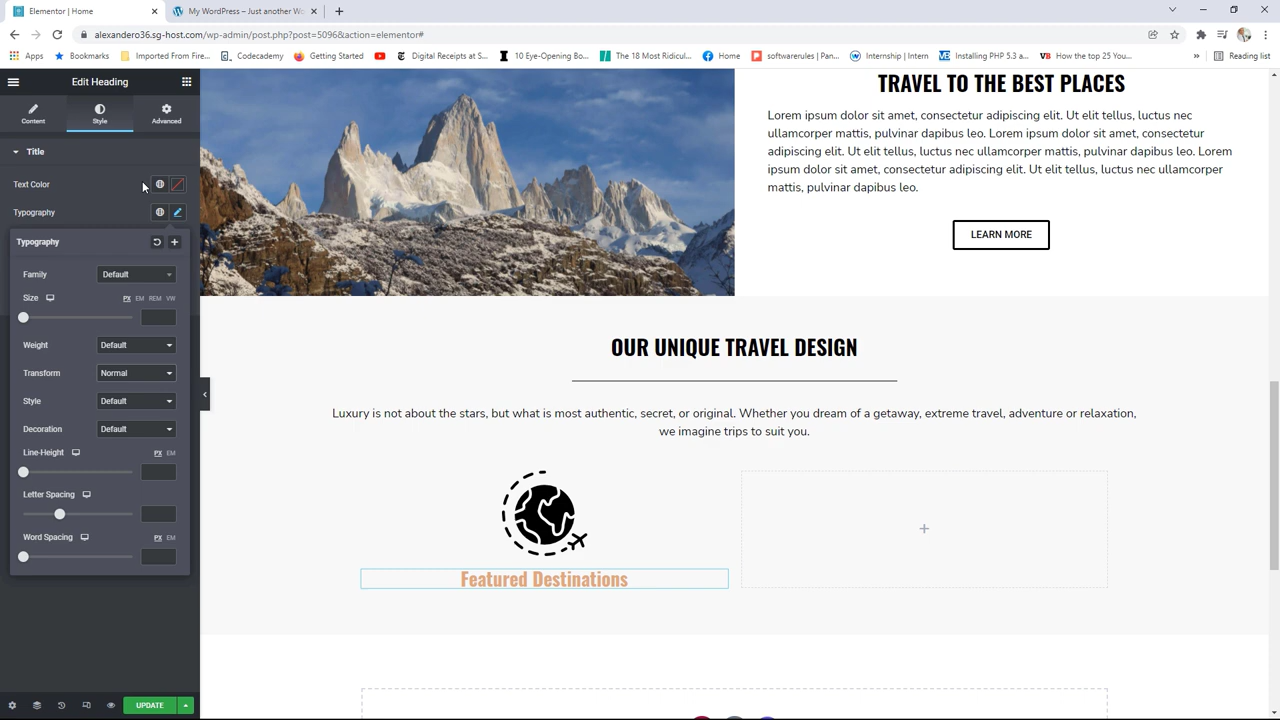 Elementor | Home
My WordPress – Just another Wo
alexandero36.sg-host.com/wp-admin/post.php?post=5096&action=elementor#
Apps
Bookmarks
Imported From Fire...
Codecademy
Getting Started
Digital Receipts at S...
10 Eye-Opening Bo...
The 18 Most Ridicul...
Home
softwarerules | Pan...
Internship | Intern
Installing PHP 5.3 a...
How the top 25 You...
»
Reading list
Edit Heading
Content
Style
Advanced
Title
Text Color
Typography
Typography
Family
Default
Size
PX EM REM VW
Weight
Default
Transform
Normal
Style
Default
Decoration
Default
Line-Height
PX EM
Letter Spacing
Word Spacing
PX EM
UPDATE
TRAVEL TO THE BEST PLACES
Lorem ipsum dolor sit amet, consectetur adipiscing elit. Ut elit tellus, luctus nec
ullamcorper mattis, pulvinar dapibus leo. Lorem ipsum dolor sit amet, consectetur
adipiscing elit. Ut elit tellus, luctus nec ullamcorper mattis, pulvinar dapibus leo. Lorem
ipsum dolor sit amet, consectetur adipiscing elit. Ut elit tellus, luctus nec ullamcorper
mattis, pulvinar dapibus leo.
LEARN MORE
OUR UNIQUE TRAVEL DESIGN
Luxury is not about the stars, but what is most authentic, secret, or original. Whether you dream of a getaway, extreme travel, adventure or relaxation,
we imagine trips to suit you.
Featured Destinations